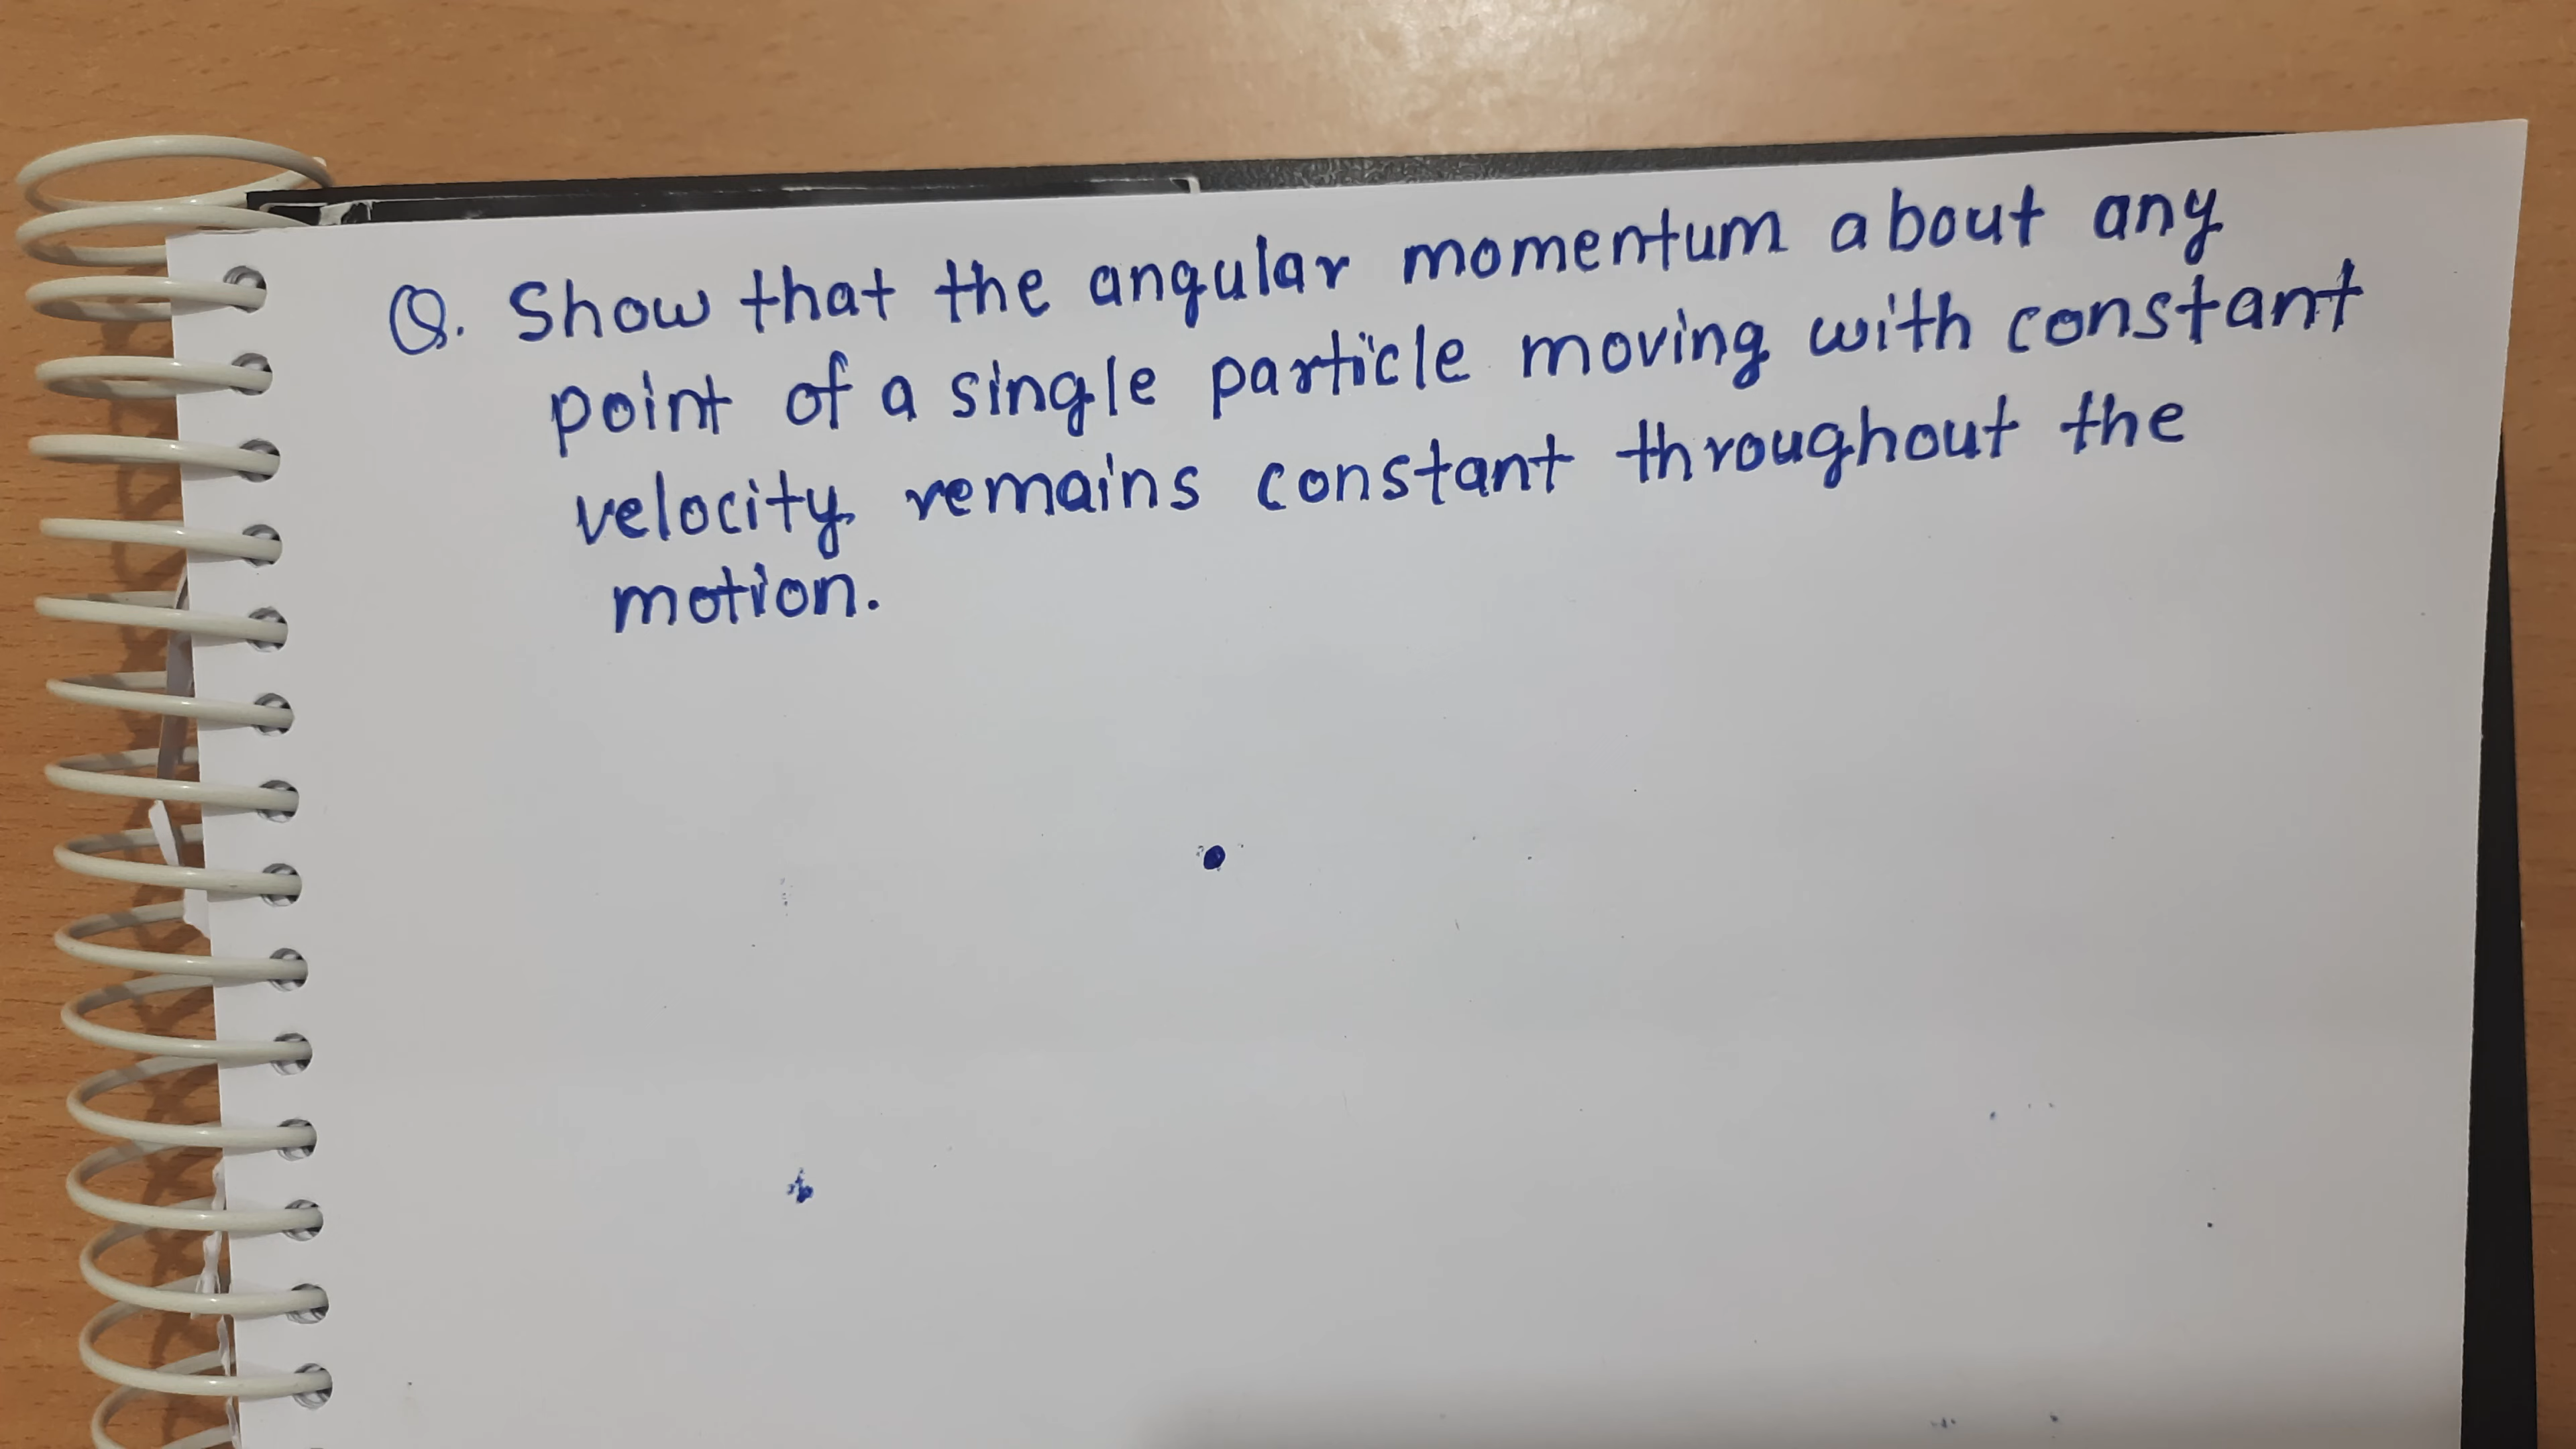 Q. Show that the angular momentum about any
point of a single particle moving with constant
velocity remains constant throughout the
motion.